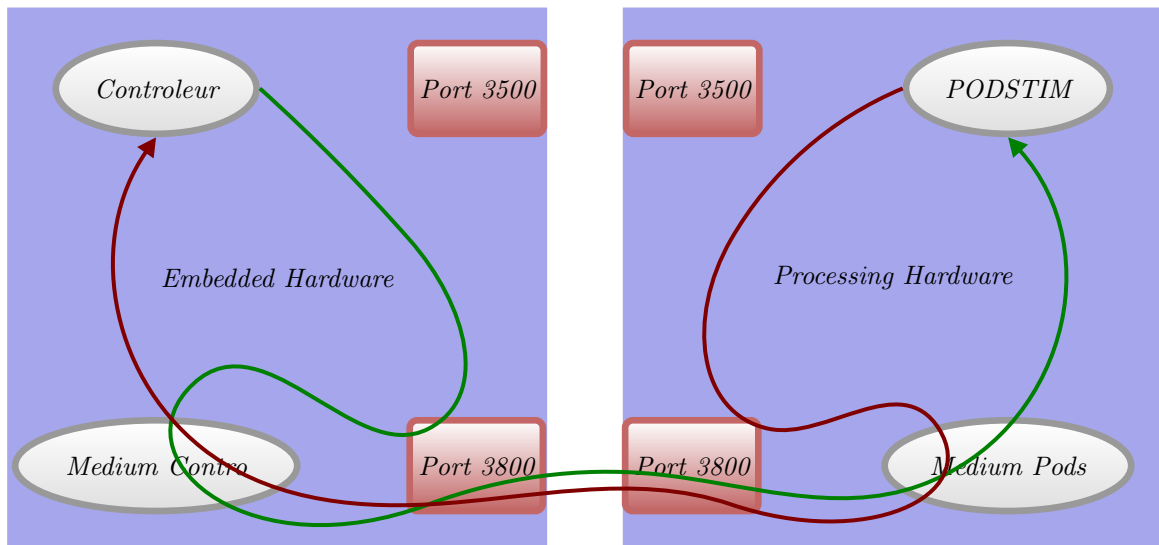 Controleur
Port 3500
Port 3500
PODSTIM
Embedded Hardware
Processing Hardware
Medium Contro
Port 3800
Port 3800
Medium Pods